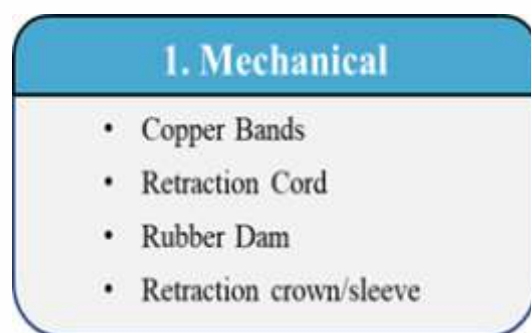 1. Mechanical
• Copper Bands
• Retraction Cord
• Rubber Dam
• Retraction crown/sleeve